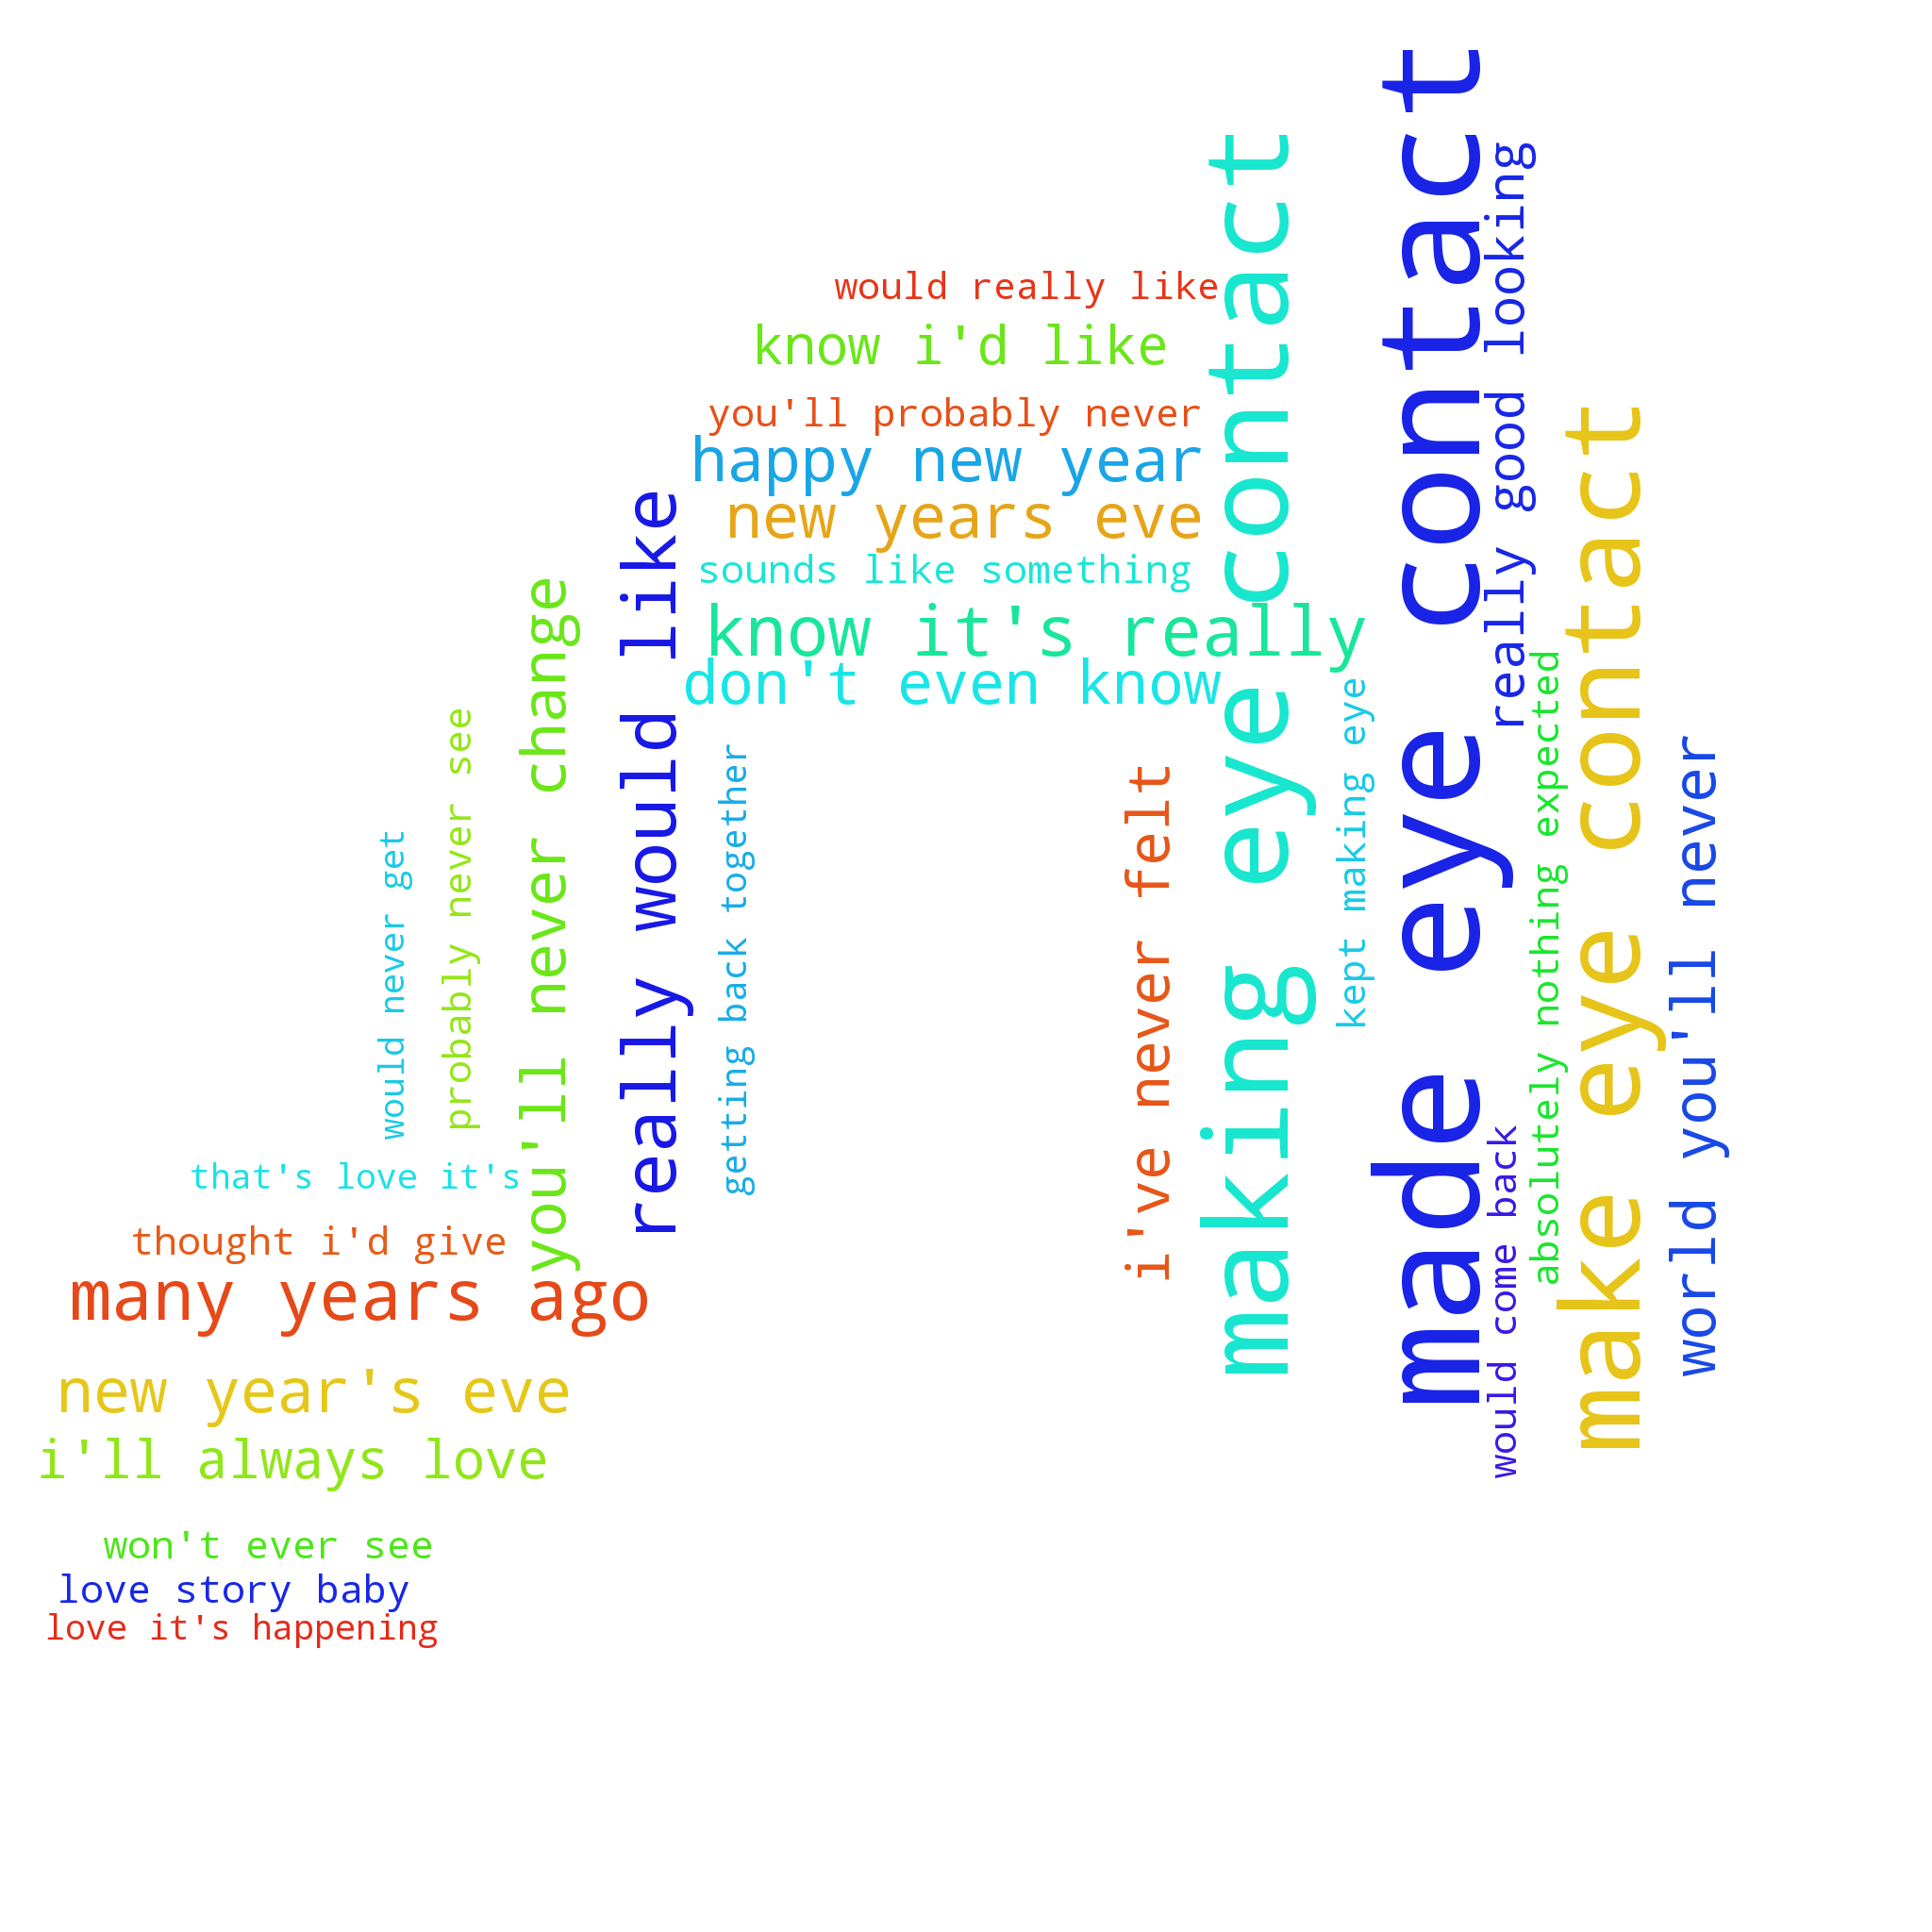 would really like
know i'd like
you'll probably never
happy new year
new years eve
sounds like something
know it's really
don't even know
would never get
probably never see
you'll never change
really would like
getting back together
i've never felt
making eye contact
kept making eye
made eye contact
really good looking
would come back
absolutely nothing expected
make eye contact
world you'll never
that's love it's
thought i'd give
many years ago
new year's eve
i'll always love
won't ever see
love story baby
love it's happening